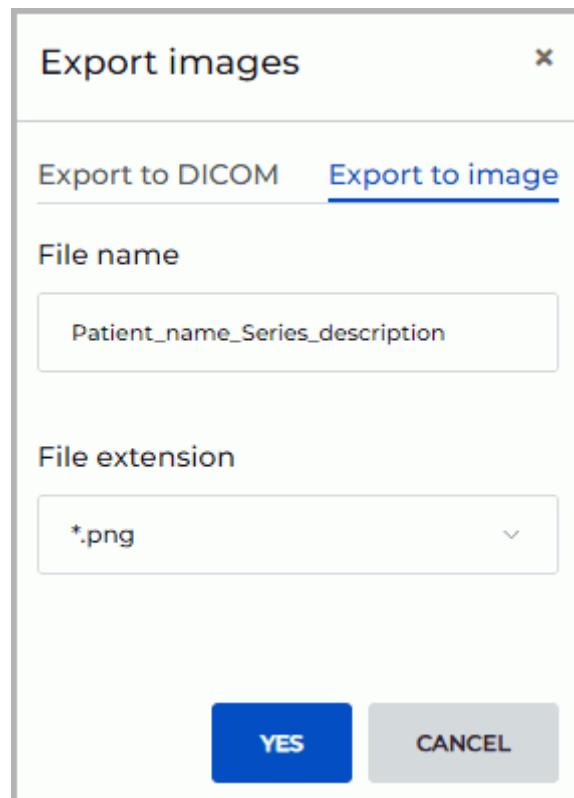 Export images
Export to DICOM Export to image
File name
Patient_name_Series_description
File extension
*.png
YES CANCEL